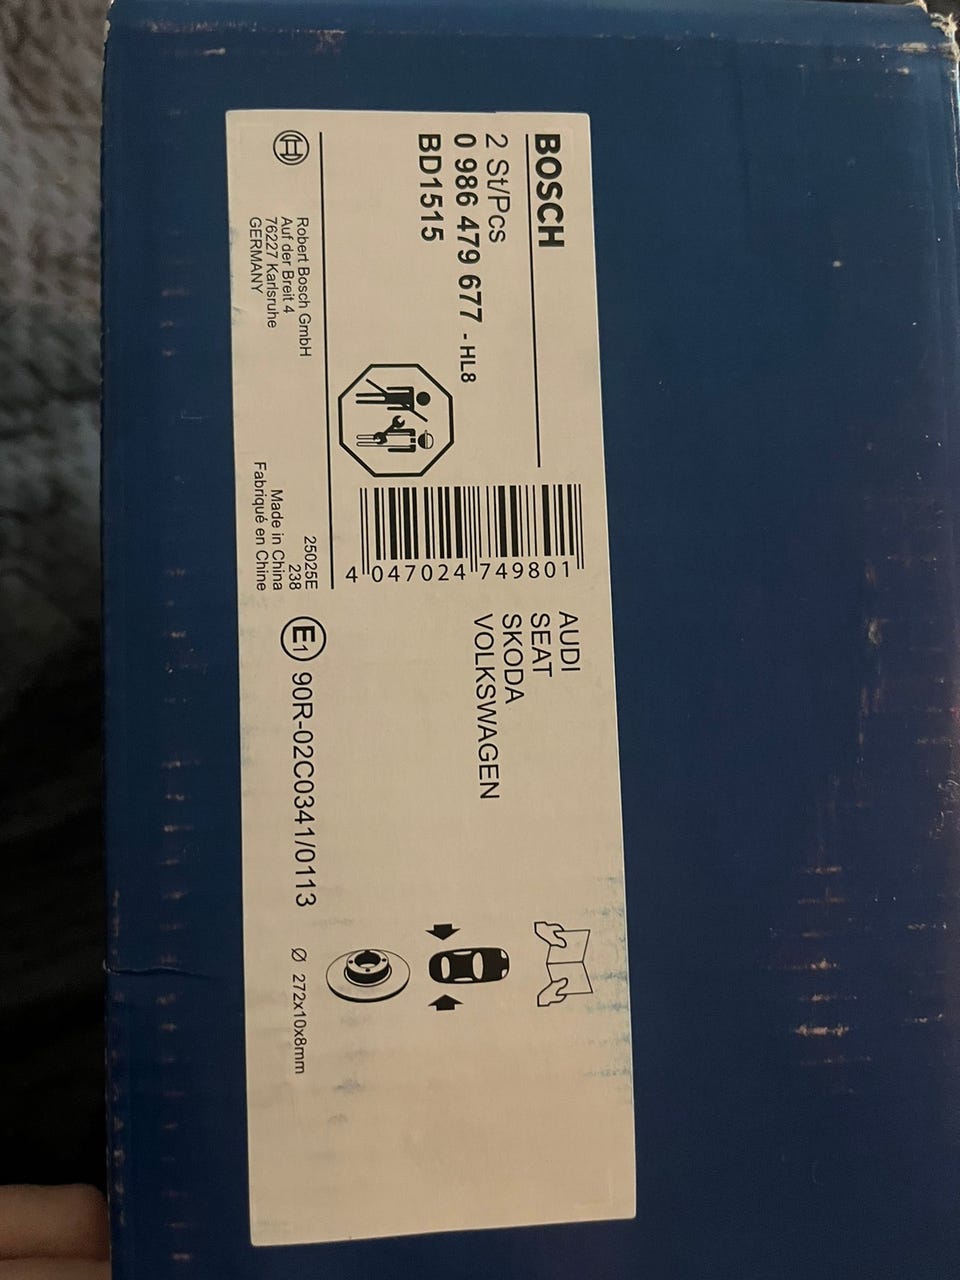 BOSCH
2 St/Pcs
0 986 479 677 - HL8
BD1515
4 047024 749801
AUDI
SEAT
SKODA
VOLKSWAGEN
H
Robert Bosch GmbH
Auf der Breit 4
76227 Karlsruhe
GERMANY
25025E
238
Made in China
Fabriqué en Chine
E1 90R-02C0341/0113
Ø 272x10x8mm